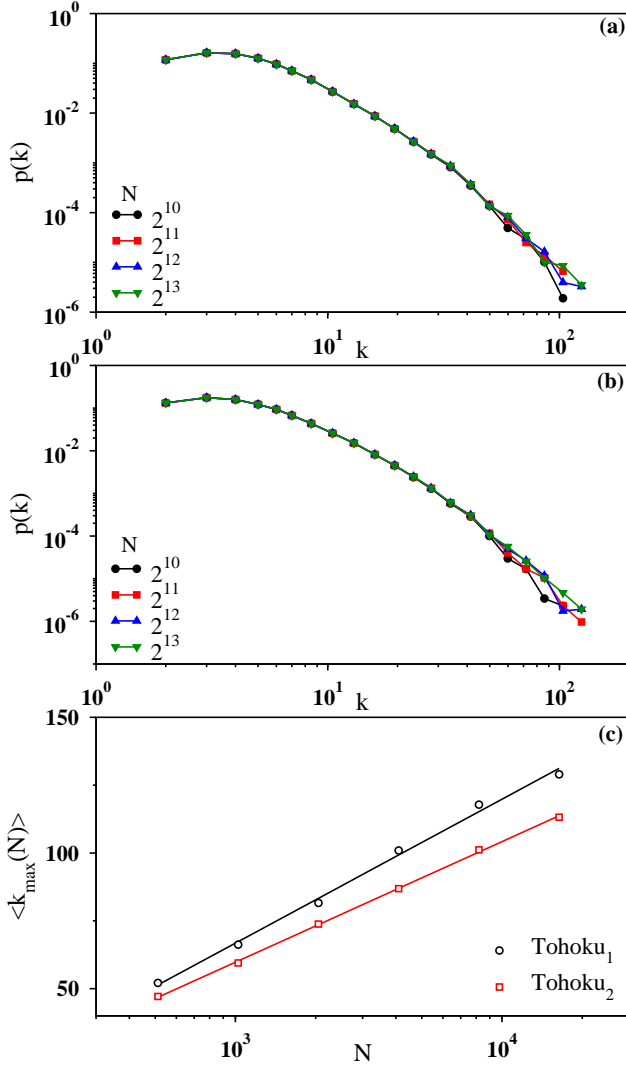 (a)
10^0
10^-2
p(k)
10^-4
10^-6
N
2^10
2^11
2^12
2^13
10^0
10^1
k
10^2
(b)
10^0
10^-2
p(k)
10^-4
10^-6
N
2^10
2^11
2^12
2^13
10^0
10^1
k
10^2
(c)
150
100
50
<k_max(N)>
Tohoku_1
Tohoku_2
10^3
N
10^4